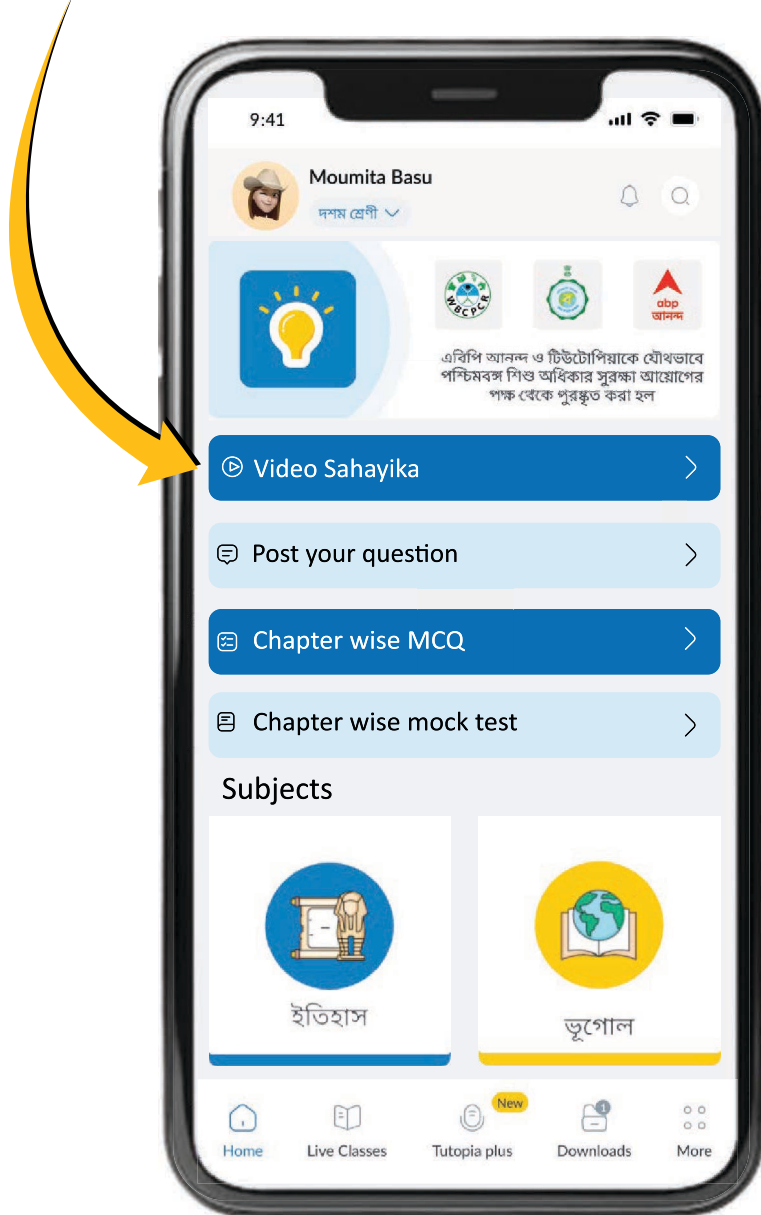 9:41
Moumita Basu
দশম শ্রেণী
WBCPCR
abp
আনন্দ
এবিপি আনন্দ ও টিউটোপিয়াকে যৌথভাবে
পশ্চিমবঙ্গ শিশু অধিকার সুরক্ষা আয়োগের
পক্ষ থেকে পুরস্কৃত করা হল
Video Sahayika
Post your question
Chapter wise MCQ
Chapter wise mock test
Subjects
ইতিহাস
ভূগোল
New
1
Home Live Classes Tutopia plus Downloads More